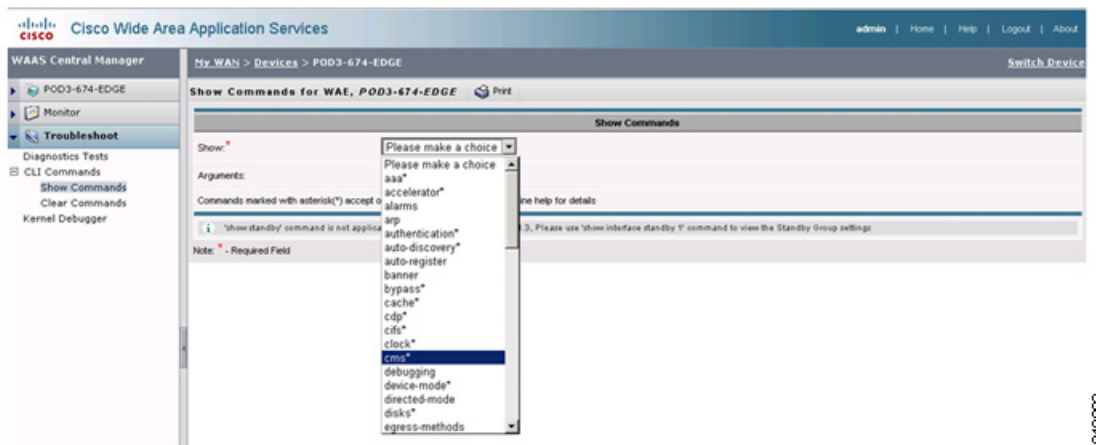 CISCO Cisco Wide Area Application Services admin | Home | Help | Logout | About
WAAS Central Manager
My WAN > Devices > POD3-674-EDGE Switch Device
POD3-674-EDGE
Monitor
Troubleshoot
Diagnostics Tests
CLI Commands
Show Commands
Clear Commands
Kernel Debugger
Show Commands for WAE, POD3-674-EDGE Print
Show Commands
Show:* Please make a choice
Please make a choice
aaa*
accelerator*
alarms
arp
authentication*
auto-discovery*
auto-register
banner
bypass*
cache*
cdp*
cifs*
clock*
cms*
debugging
device-mode*
directed-mode
disks*
egress-methods
Arguments:
Commands marked with asterisk(*) accept o ine help for details
'show standby' command is not applica .3, Please use 'show interface standby 1' command to view the Standby Group settings
Note: * - Required Field